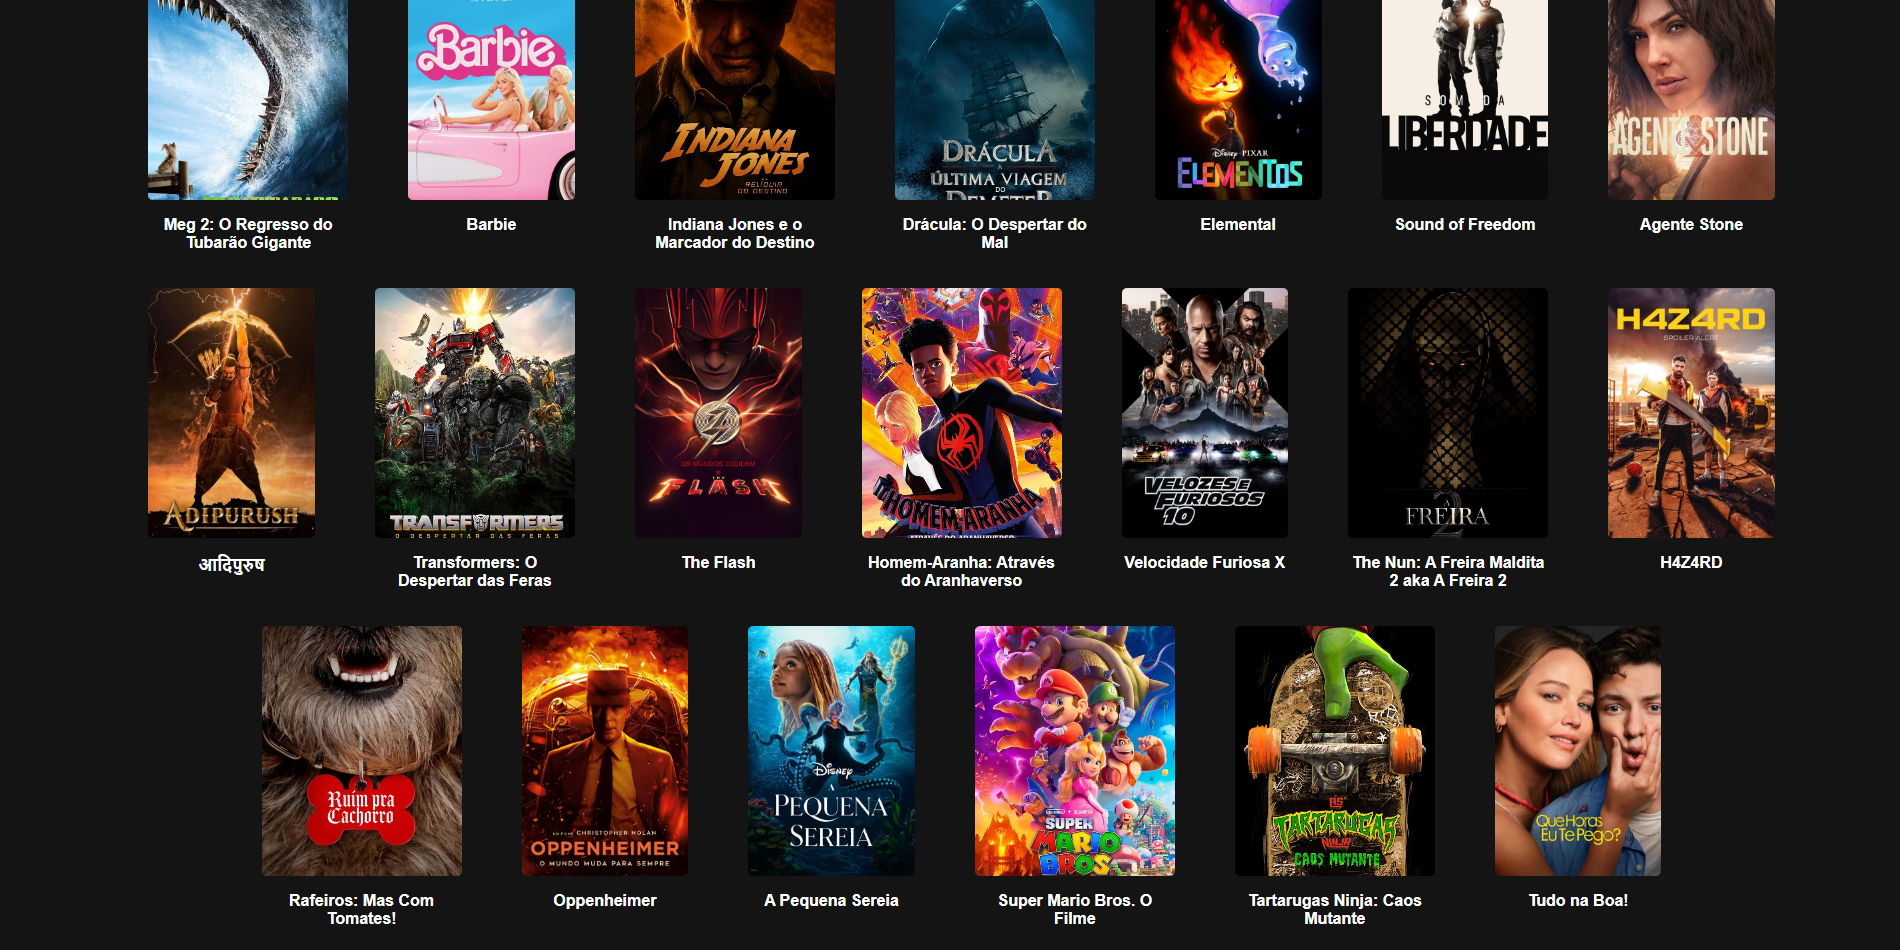 Barbie
INDIANA
JONES
E A
RELÍQUIA
DO DESTINO
DRÁCULA
A
ÚLTIMA VIAGEM
DO
DEMETER
Disney · PIXAR
ELEMENTOS
SOM DA
LIBERDADE
AGENTE STONE
Meg 2: O Regresso do
Tubarão Gigante
Barbie
Indiana Jones e o
Marcador do Destino
Drácula: O Despertar do
Mal
Elemental
Sound of Freedom
Agente Stone
ADIPURUSH
TRANSFORMERS
O DESPERTAR DAS FERAS
OS MUNDOS COLIDEM
THE
FLASH
HOMEM-ARANHA
ATRAVÉS DO ARANHAVERSO
VELOZES E
FURIOSOS
10
A
FREIRA
2
H4Z4RD
SPOILER ALERT
आदिपुरुष
Transformers: O
Despertar das Feras
The Flash
Homem-Aranha: Através
do Aranhaverso
Velocidade Furiosa X
The Nun: A Freira Maldita
2 aka A Freira 2
H4Z4RD
Ruim pra
Cachorro
UM FILME CHRISTOPHER NOLAN
OPPENHEIMER
O MUNDO MUDA PARA SEMPRE
Disney
A
PEQUENA
SEREIA
SUPER
MARIO
BROS
AS
TARTARUGAS
NINJA
CAOS MUTANTE
Que Horas
Eu Te Pego?
Rafeiros: Mas Com
Tomates!
Oppenheimer
A Pequena Sereia
Super Mario Bros. O
Filme
Tartarugas Ninja: Caos
Mutante
Tudo na Boa!